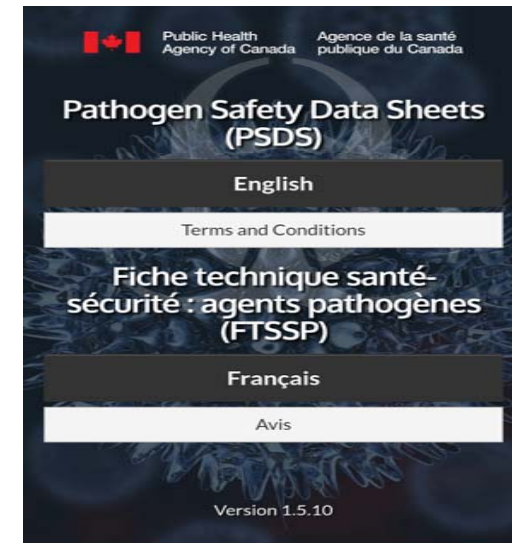 Public Health Agence de la santé
Agency of Canada publique du Canada
Pathogen Safety Data Sheets
(PSDS)
English
Terms and Conditions
Fiche technique santé-
sécurité : agents pathogènes
(FTSSP)
Français
Avis
Version 1.5.10